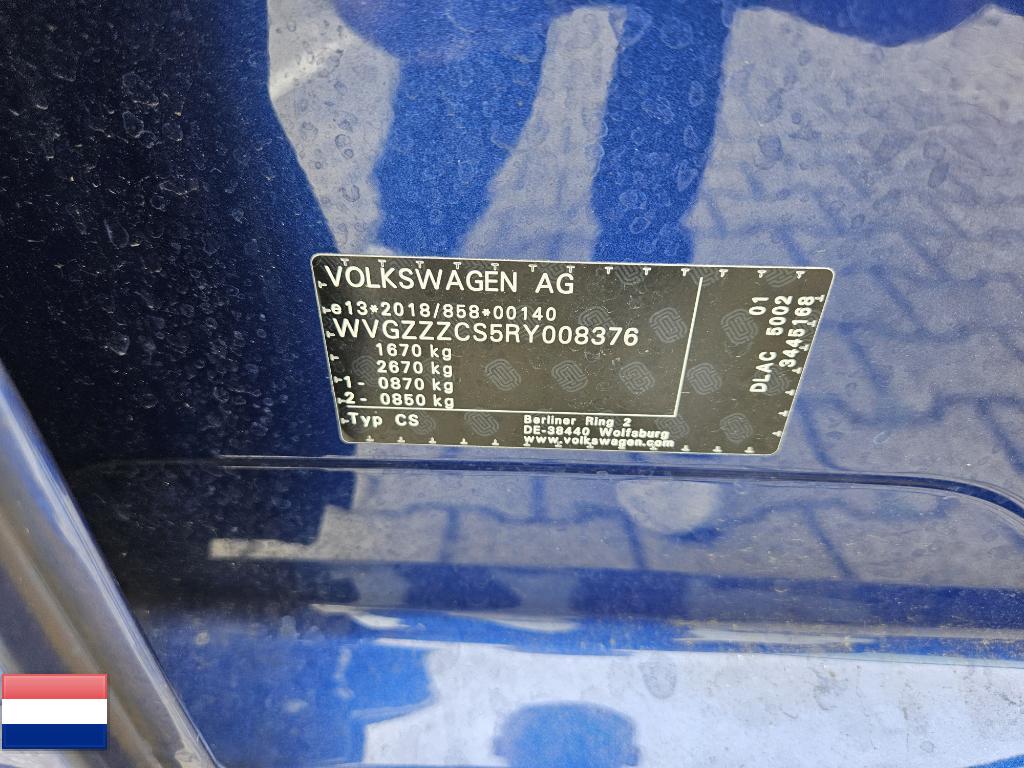 VOLKSWAGEN AG
e13*2018/858*00140
WVGZZZCS5RY008376
1670 kg
2670 kg
1- 0870 kg
2- 0850 kg
Typ CS
Berliner Ring 2
DE-38440 Wolfsburg
www.volkswagen.com
01
DLAC 5002
3445168